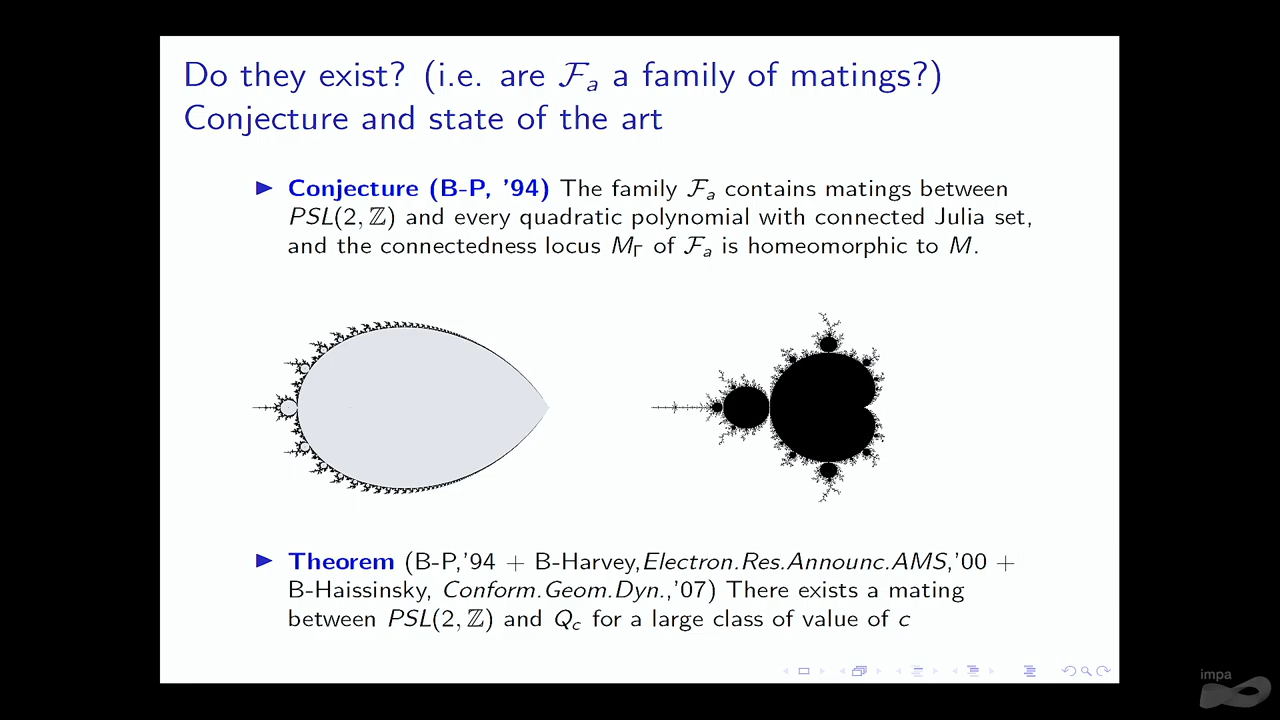 Do they exist? (i.e. are ℱₐ a family of matings?)
Conjecture and state of the art
▶ Conjecture (B-P, '94) The family ℱₐ contains matings between
PSL(2, ℤ) and every quadratic polynomial with connected Julia set,
and the connectedness locus M_Γ of ℱₐ is homeomorphic to M.
▶ Theorem (B-P,'94 + B-Harvey,Electron.Res.Announc.AMS,'00 +
B-Haissinsky, Conform.Geom.Dyn.,'07) There exists a mating
between PSL(2, ℤ) and Q_c for a large class of value of c
impa